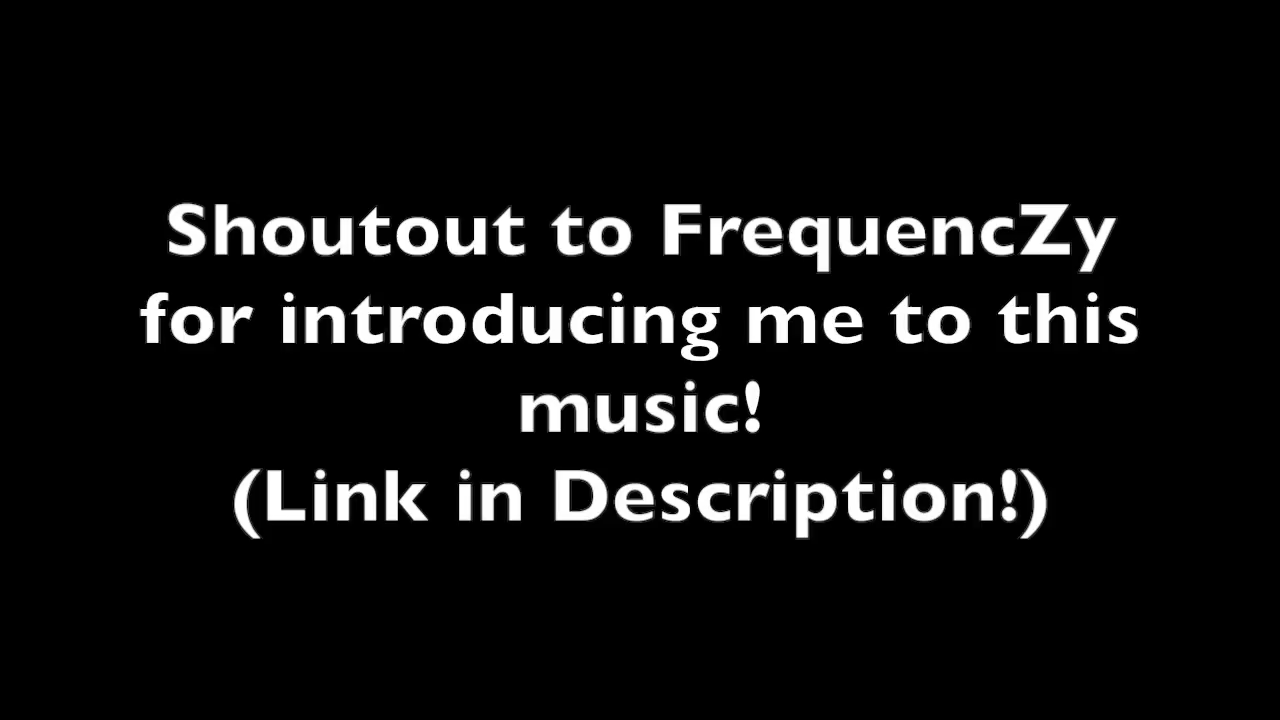 Shoutout to FrequencZy
for introducing me to this
music!
(Link in Description!)